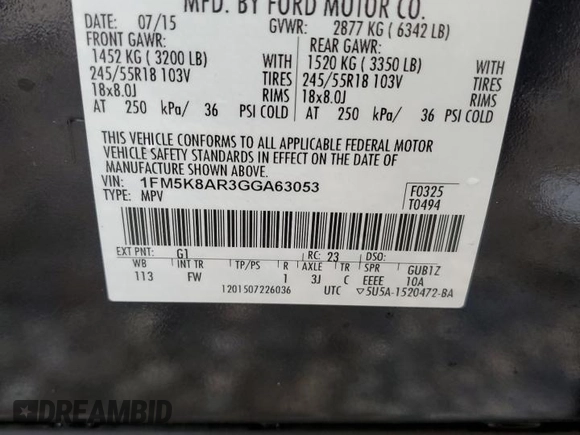 MFD. BY FORD MOTOR CO.
07/15 GVWR: 2877 KG ( 6342 LB)
FRONT GAWR: REAR GAWR:
1452 KG ( 3200 LB) WITH 1520 KG ( 3350 LB) WITH
245/55R18 103V TIRES 245/55R18 103V TIRES
18x8.0J RIMS 18x8.0J RIMS
AT 250 kPa/ 36 PSI COLD AT 250 kPa/ 36 PSI COLD
THIS VEHICLE CONFORMS TO ALL APPLICABLE FEDERAL MOTOR
VEHICLE SAFETY STANDARDS IN EFFECT ON THE DATE OF
MANUFACTURE SHOWN ABOVE.
VIN: 1FM5K8AR3GGA63053 F0325
TYPE: MPV T0494
EXT PNT: G1 RC: 23 DSO:
WB INT TR TP/PS R AXLE TR SPR GUB1Z
113 FW 1 3J C EEEE 10A
1201507226036 UTC ▽5U5A-1520472-BA
DREAMBID